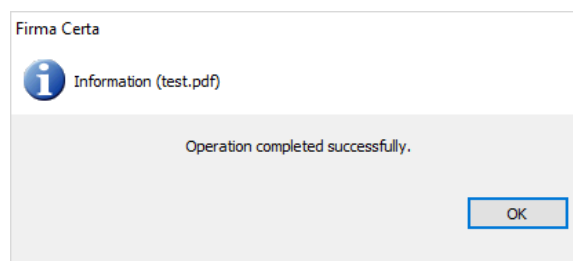 Firma Certa
Information (test.pdf)
Operation completed successfully.
OK